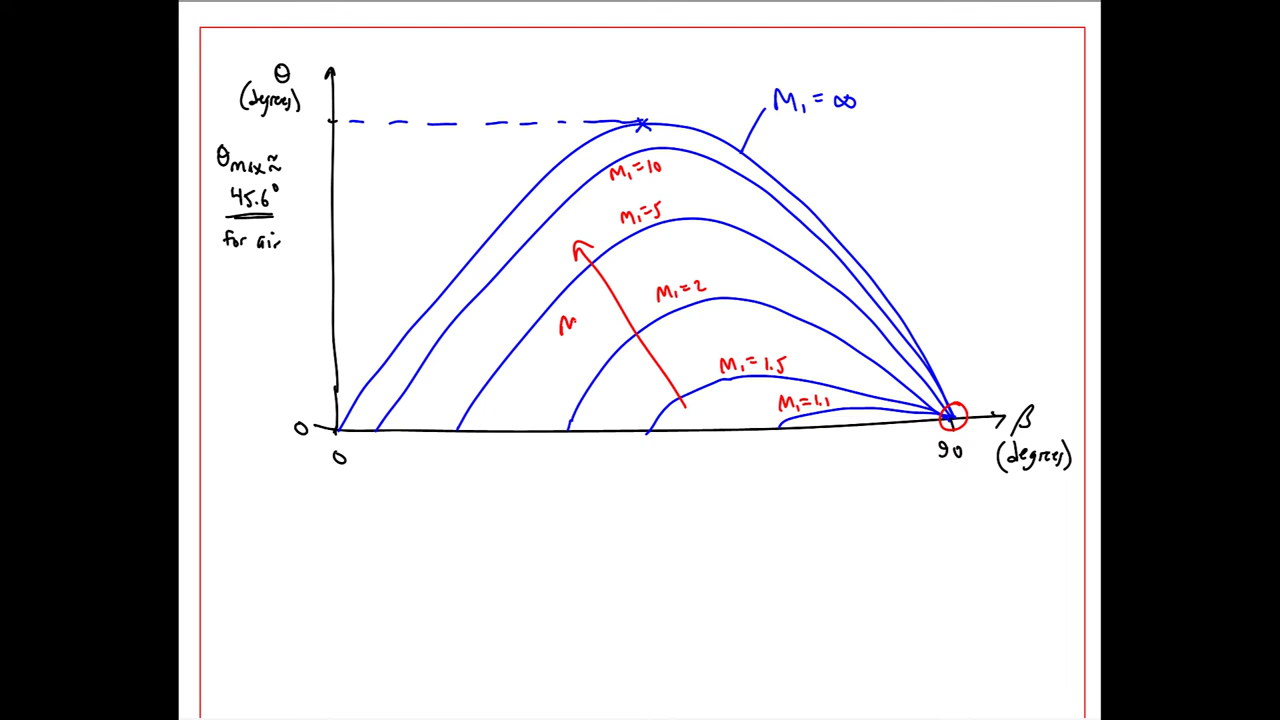 θ
(degrees)
M₁ = ∞
θmax ≈
45.6°
for air
M₁=10
M₁=5
M₁=2
M
M₁=1.5
M₁=1.1
0
0
90
β
(degrees)